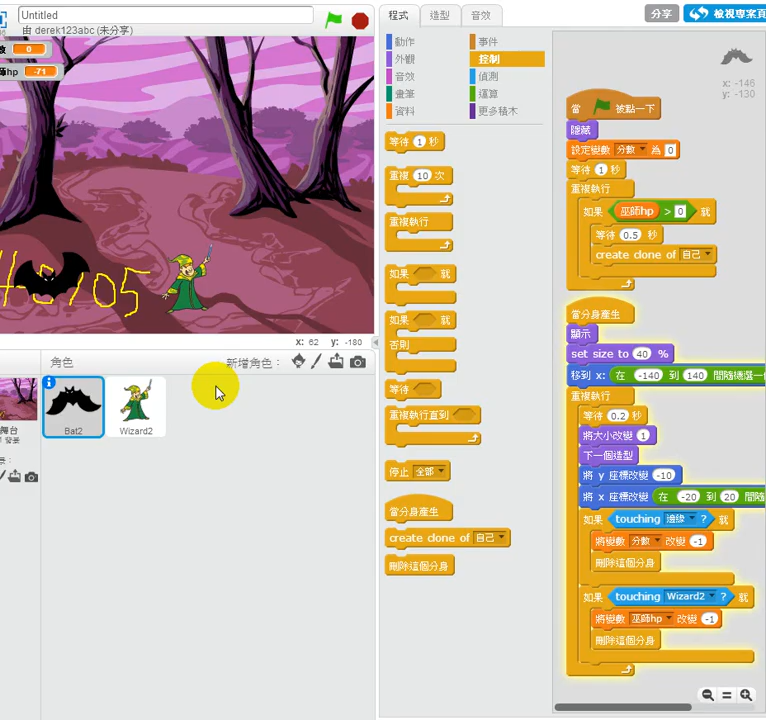 Untitled
由 derek123abc (未分享)
程式 造型 音效
分享 檢視專案頁
數 0
師hp -71
動作 事件
外觀 控制
音效 偵測
畫筆 運算
資料 更多積木
x: -146
y: -130
等待 1 秒
重複 10 次
重複執行
如果 就
如果 就
否則
等待
重複執行直到
停止 全部
當分身產生
create clone of 自己
刪除這個分身
當 被點一下
隱藏
設定變數 分數 為 0
等待 1 秒
重複執行
如果 巫師hp > 0 就
等待 0.5 秒
create clone of 自己
當分身產生
顯示
set size to 40 %
移到 x: 在 -140 到 140 間隨機選一
重複執行
等待 0.2 秒
將大小改變 1
下一個造型
將 y 座標改變 -10
將 x 座標改變 在 -20 到 20 間隨
如果 touching 邊緣 ? 就
將變數 分數 改變 -1
刪除這個分身
如果 touching Wizard2 ? 就
將變數 巫師hp 改變 -1
刪除這個分身
x: 62 y: -180
角色 新增角色:
Bat2
Wizard2
背景